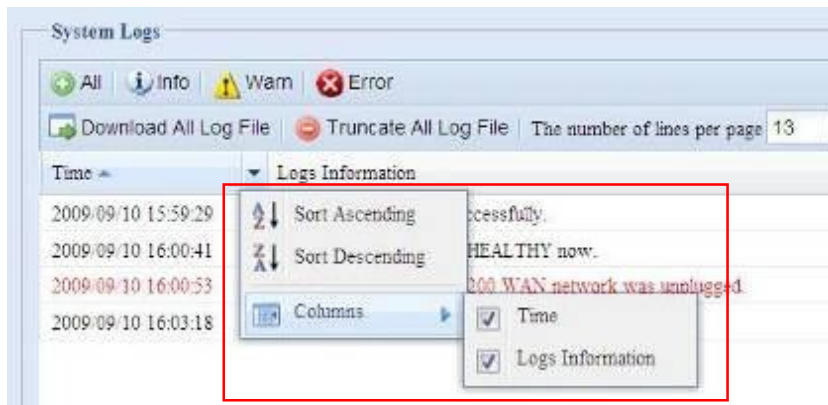 System Logs
All Info Warn Error
Download All Log File Truncate All Log File The number of lines per page 13
Time Logs Information
2009/09/10 15:59:29 ccessfully.
2009/09/10 16:00:41 HEALTHY now.
2009/09/10 16:00:53 200 WAN network was unplugged.
2009/09/10 16:03:18
Sort Ascending
Sort Descending
Columns
Time
Logs Information